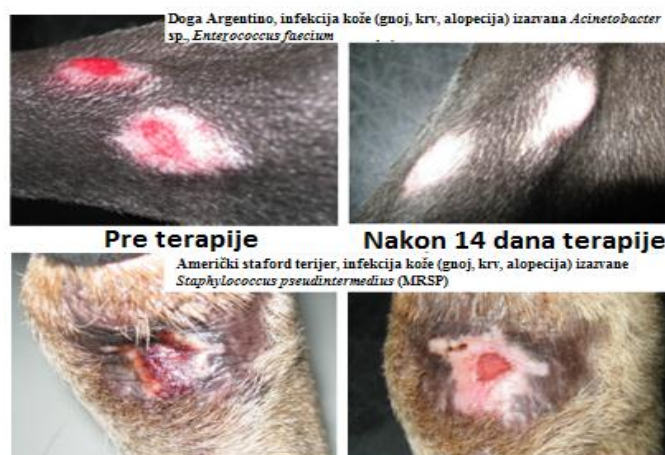 Doga Argentino, infekcija kože (gnoj, krv, alopecija) izazvana Acinetobacter
sp., Enterococcus faecium
Pre terapije
Nakon 14 dana terapije
Američki staford terijer, infekcija kože (gnoj, krv, alopecija) izazvane
Staphylococcus pseudintermedius (MRSP)